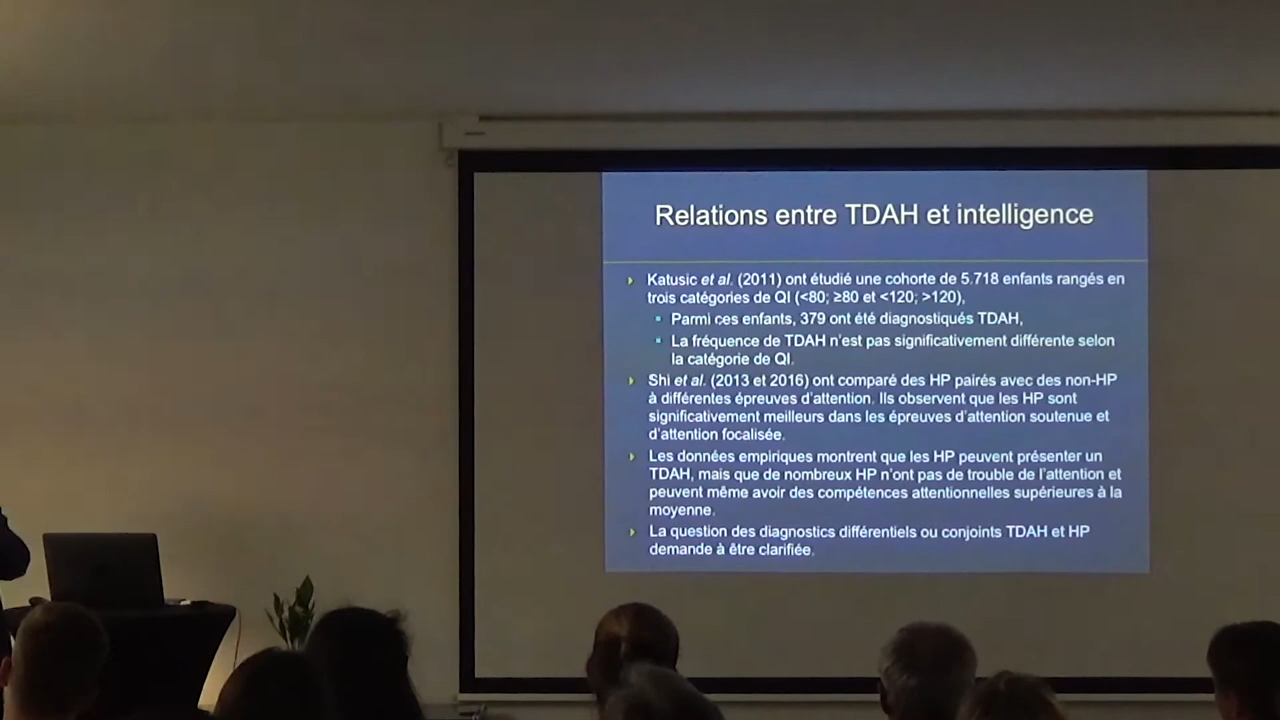 Relations entre TDAH et intelligence
Katusic et al. (2011) ont étudié une cohorte de 5.718 enfants rangés en
trois catégories de QI (<80; ≥80 et <120; >120),
Parmi ces enfants, 379 ont été diagnostiqués TDAH,
La fréquence de TDAH n'est pas significativement différente selon
la catégorie de QI.
Shi et al. (2013 et 2016) ont comparé des HP pairés avec des non-HP
à différentes épreuves d'attention. Ils observent que les HP sont
significativement meilleurs dans les épreuves d'attention soutenue et
d'attention focalisée.
Les données empiriques montrent que les HP peuvent présenter un
TDAH, mais que de nombreux HP n'ont pas de trouble de l'attention et
peuvent même avoir des compétences attentionnelles supérieures à la
moyenne.
La question des diagnostics différentiels ou conjoints TDAH et HP
demande à être clarifiée.